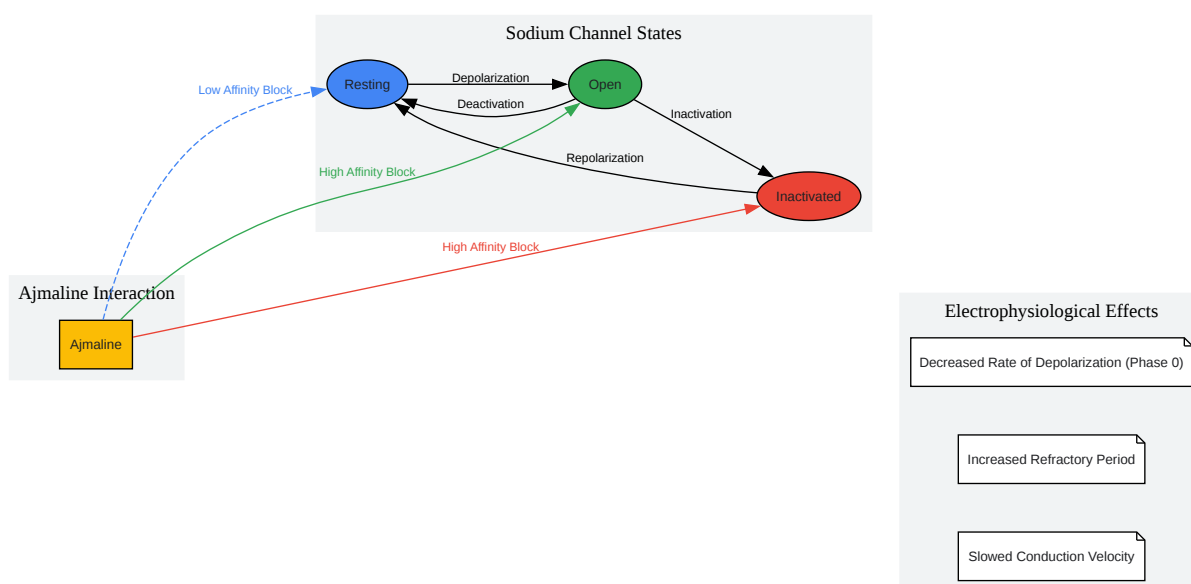 Sodium Channel States
Resting
Depolarization
Open
Low Affinity Block
Deactivation
Inactivation
Repolarization
High Affinity Block
Inactivated
High Affinity Block
Ajmaline Interaction
Ajmaline
Electrophysiological Effects
Decreased Rate of Depolarization (Phase 0)
Increased Refractory Period
Slowed Conduction Velocity